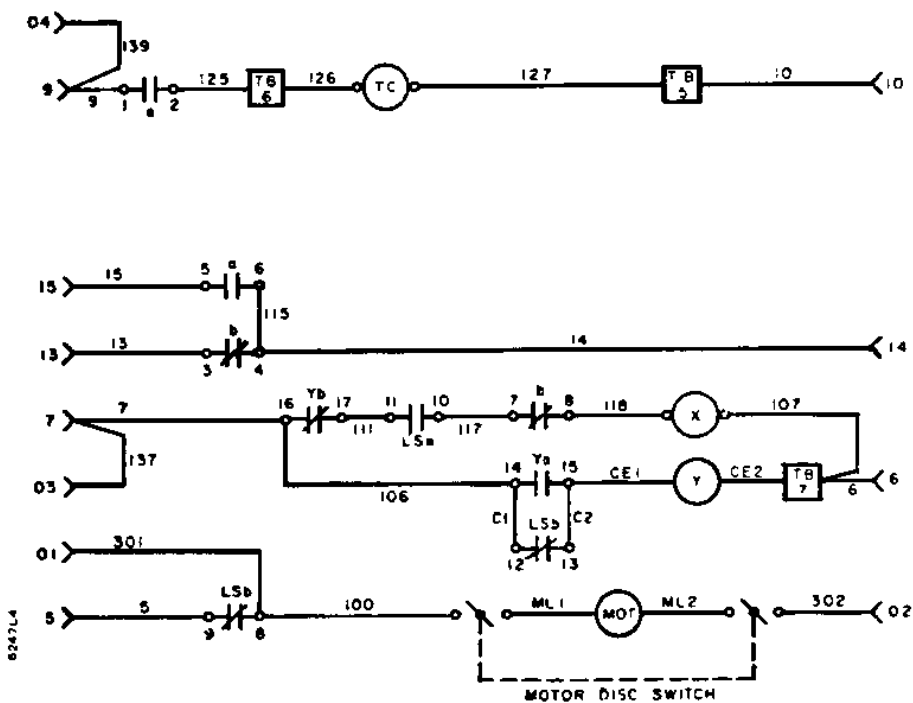 04
139
9 9 1 a 2 125 TB 6 126 TC 127 TB 5 10 10
15 15 5 a 6
115
13 13 3 b 4 14 14
7 7 16 Yb 17 111 11 LSa 10 117 7 b 8 118 X 107
137
03 106 14 Ya 15 CE1 Y CE2 TB 7 6 6
C1 LSb C2
12 13
01 301
5 5 9 LSb 8 100 ML1 MOT ML2 302 02
MOTOR DISC SWITCH
6247L4